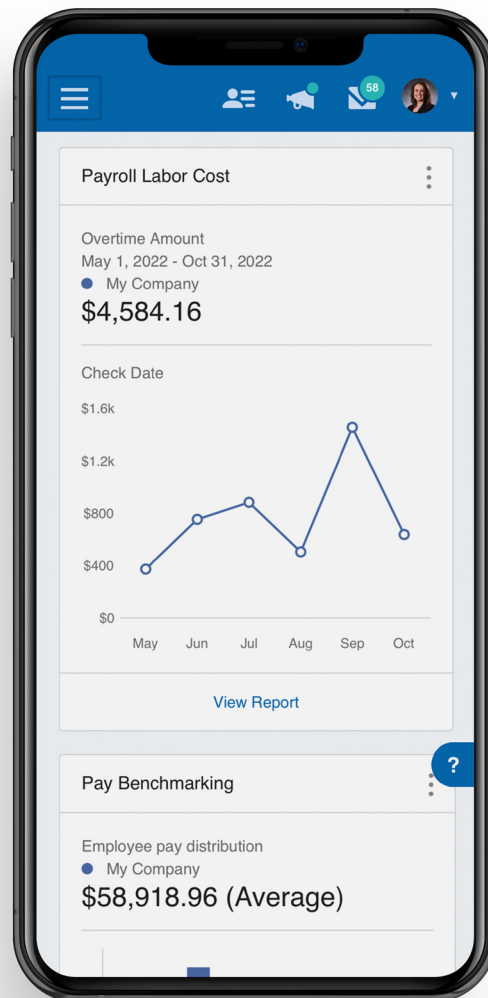 58
Payroll Labor Cost
Overtime Amount
May 1, 2022 - Oct 31, 2022
My Company
$4,584.16
Check Date
$1.6k
$1.2k
$800
$400
$0
May Jun Jul Aug Sep Oct
View Report
?
Pay Benchmarking
Employee pay distribution
My Company
$58,918.96 (Average)